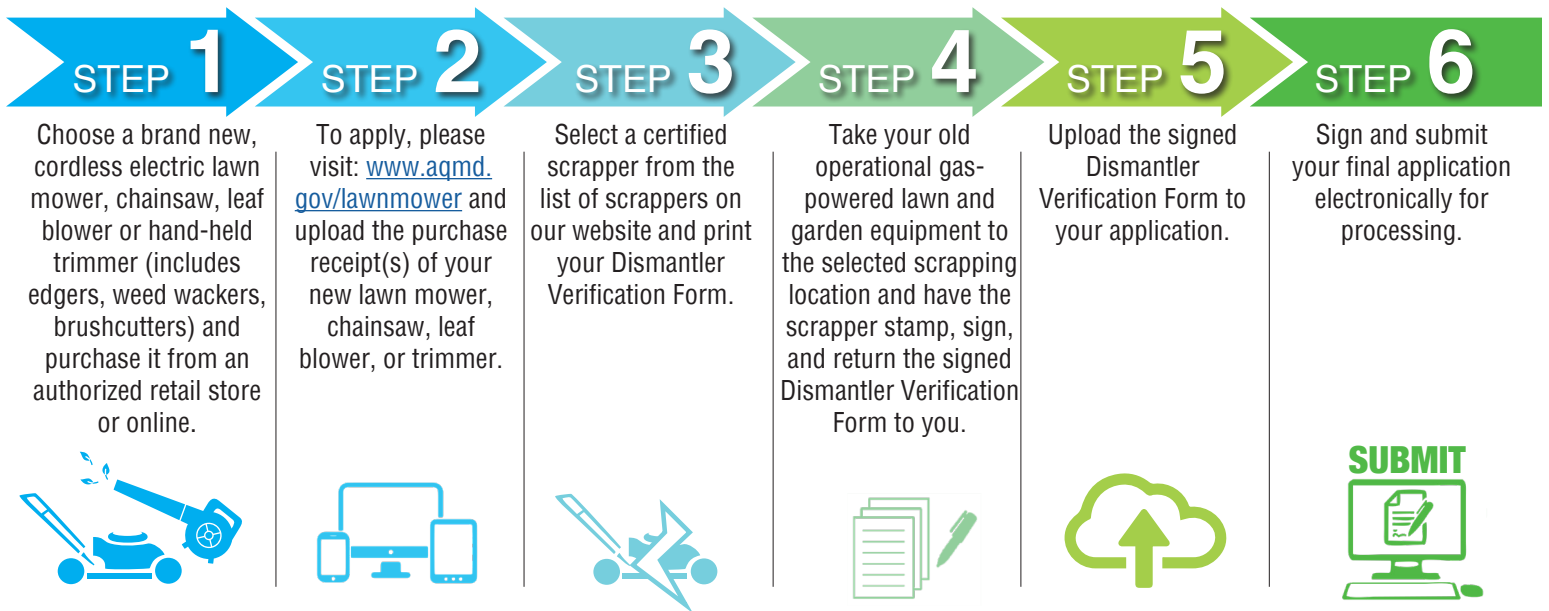 STEP 1
Choose a brand new,
cordless electric lawn
mower, chainsaw, leaf
blower or hand-held
trimmer (includes
edgers, weed wackers,
brushcutters) and
purchase it from an
authorized retail store
or online.
STEP 2
To apply, please
visit: www.aqmd.
gov/lawnmower and
upload the purchase
receipt(s) of your
new lawn mower,
chainsaw, leaf
blower, or trimmer.
STEP 3
Select a certified
scrapper from the
list of scrappers on
our website and print
your Dismantler
Verification Form.
STEP 4
Take your old
operational gas-
powered lawn and
garden equipment to
the selected scrapping
location and have the
scrapper stamp, sign,
and return the signed
Dismantler Verification
Form to you.
STEP 5
Upload the signed
Dismantler
Verification Form to
your application.
STEP 6
Sign and submit
your final application
electronically for
processing.
SUBMIT